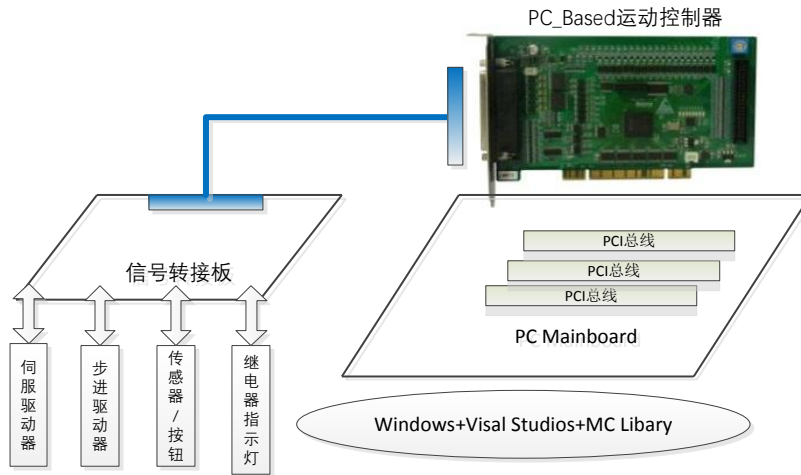 PC_Based运动控制器
信号转接板
PCI总线
PCI总线
PCI总线
PC Mainboard
伺服驱动器
步进驱动器
传感器/按钮
继电器指示灯
Windows+Visal Studios+MC Libary